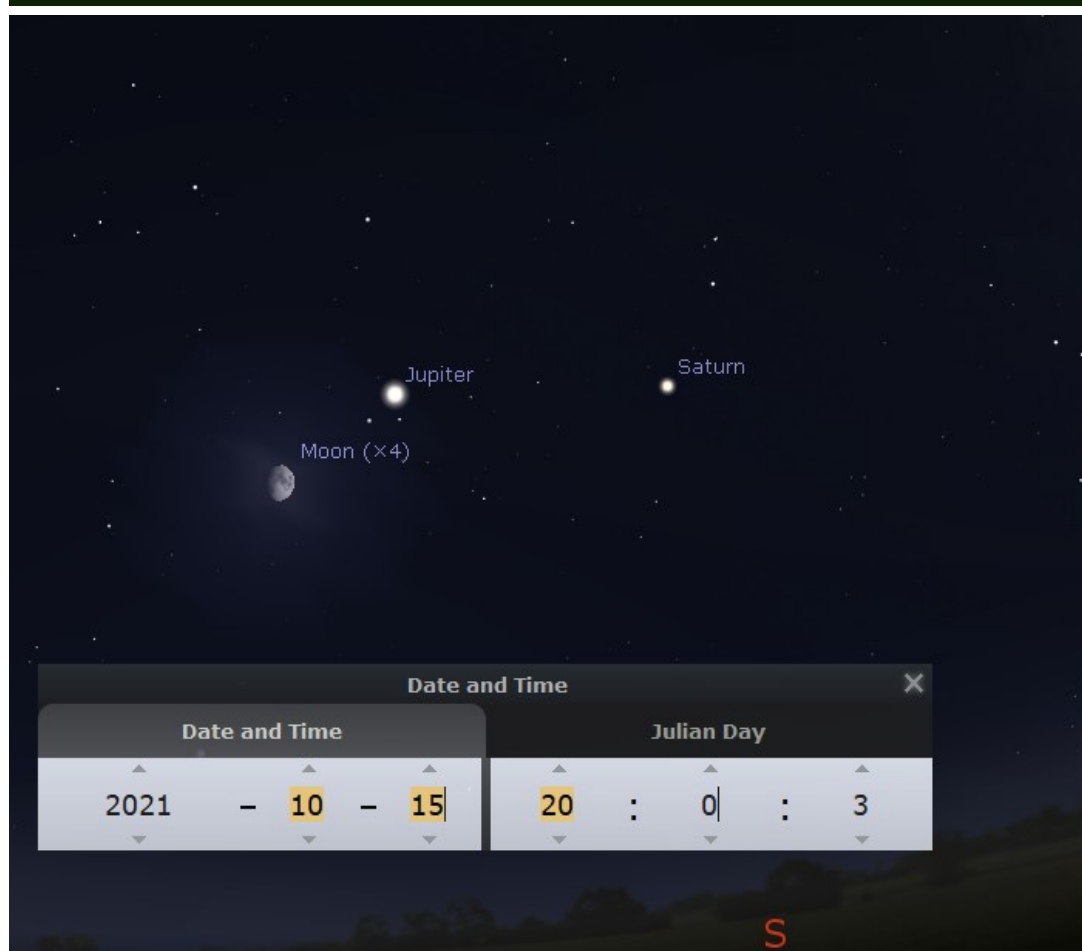 Jupiter
Saturn
Moon (×4)
Date and Time
Date and Time Julian Day
2021 – 10 – 15 20 : 0 : 3
S